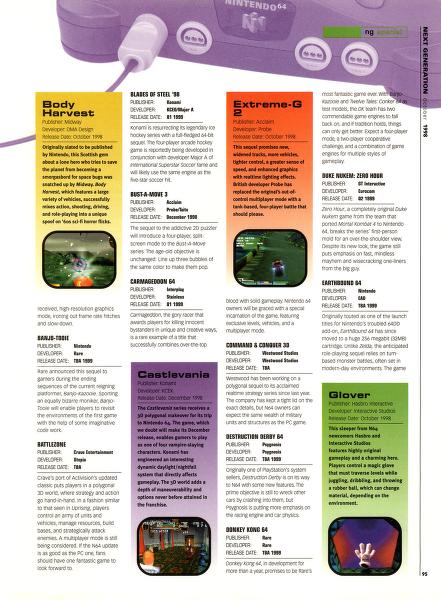 NINTENDO64
ng special
NEXT GENERATION october 1998
Body
Harvest
Publisher: Midway
Developer: DMA Design
Release Date: October 1998
Originally slated to be published
by Nintendo, this Scottish gem
about a lone hero who tries to save
the planet from becoming a
smorgasbord for space bugs was
snatched up by Midway. Body
Harvest, which features a large
variety of vehicles, successfully
mixes action, shooting, driving,
and role-playing into a unique
spoof on '60s sci-fi horror flicks.
received, high-resolution graphics
mode, ironing out frame rate hitches
and slow-down.
BANJO-TOOIE
PUBLISHER: Nintendo
DEVELOPER: Rare
RELEASE DATE: TBA 1999
Rare announced this sequel to
gamers during the ending
sequences of the current reigning
platformer, Banjo-Kazooie. Sporting
an equally bizarre moniker, Banjo-
Tooie will enable players to revisit
the environments of the first game
with the help of some imaginative
code work.
BATTLEZONE
PUBLISHER: Crave Entertainment
DEVELOPER: Utopia
RELEASE DATE: TBA
Crave's port of Activision's updated
classic puts players in a polygonal
3D world, where strategy and action
go hand-in-hand. In a fashion similar
to that seen in Uprising, players
control an army of units and
vehicles, manage resources, build
bases, and strategically attack
enemies. A multiplayer mode is still
being considered. If the N64 update
is as good as the PC one, fans
should have one fantastic game to
look forward to.
BLADES OF STEEL '98
PUBLISHER: Konami
DEVELOPER: KCEO/Major A
RELEASE DATE: Q1 1999
Konami is resurrecting its legendary ice
hockey series with a full-fledged 64-bit
sequel. The four-player arcade hockey
game is reportedly being developed in
conjunction with developer Major A of
International Superstar Soccer fame and
will likely use the same engine as the
five-star soccer hit.
BUST-A-MOVE 3
PUBLISHER: Acclaim
DEVELOPER: Probe/Taito
RELEASE DATE: December 1998
The sequel to the addictive 2D puzzler
will introduce a four-player, split-
screen mode to the Bust-A-Move
series. The age-old objective is
unchanged: Line up three bubbles of
the same color to make them pop.
CARMAGEDDON 64
PUBLISHER: Interplay
DEVELOPER: Stainless
RELEASE DATE: Q1 1999
Carmageddon, the gory racer that
awards players for killing innocent
bystanders in unique and creative ways,
is a rare example of a title that
successfully combines over-the-top
Castlevania
Publisher: Konami
Developer: KCEK
Release Date: December 1998
The Castlevania series receives a
3D polygonal makeover for its trip
to Nintendo 64. The game, which
we doubt will make its December
release, enables gamers to play
as one of four vampire-slaying
characters. Konami has
engineered an interesting
dynamic daylight/nightfall
system that directly affects
gameplay. The 3D world adds a
depth of maneuverability and
options never before attained in
the franchise.
Extreme-G
2
Publisher: Acclaim
Developer: Probe
Release Date: October 1998
This sequel promises new,
widened tracks, more vehicles,
tighter control, a greater sense of
speed, and enhanced graphics
with realtime lighting effects.
British developer Probe has
replaced the original's out-of-
control multiplayer mode with a
tank-based, four-player battle that
should please.
blood with solid gameplay. Nintendo 64
owners will be graced with a special
incarnation of the game, featuring
exclusive levels, vehicles, and a
multiplayer mode.
COMMAND & CONQUER 3D
PUBLISHER: Westwood Studios
DEVELOPER: Westwood Studios
RELEASE DATE: TBA
Westwood has been working on a
polygonal sequel to its acclaimed
realtime strategy series since last year.
The company has kept a tight lid on the
exact details, but N64 owners can
expect the same wealth of military
units and structures as the PC game.
DESTRUCTION DERBY 64
PUBLISHER: Psygnosis
DEVELOPER: Psygnosis
RELEASE DATE: TBA 1999
Originally one of PlayStation's system
sellers, Destruction Derby is on its way
to N64 with some new features. The
prime objective is still to wreck other
cars by crashing into them, but
Psygnosis is putting more emphasis on
the racing engine and car physics.
DONKEY KONG 64
PUBLISHER: Rare
DEVELOPER: Rare
RELEASE DATE: TBA 1999
Donkey Kong 64, in development for
more than a year, promises to be Rare's
most fantastic game ever. With Banjo-
Kazooie and Twelve Tales: Conker 64 as
test models, the DK team has two
commendable game engines to fall
back on, and if tradition holds, things
can only get better. Expect a four-player
mode, a two-player cooperative
challenge, and a combination of game
engines for multiple styles of
gameplay.
DUKE NUKEM: ZERO HOUR
PUBLISHER: GT Interactive
DEVELOPER: Eurocom
RELEASE DATE: Q2 1999
Zero Hour, a completely original Duke
Nukem game from the team that
ported Mortal Kombat 4 to Nintendo
64, breaks the series' first-person
mold for an over-the-shoulder view.
Despite its new look, the game still
puts emphasis on fast, mindless
mayhem and wisecracking one-liners
from the big guy.
EARTHBOUND 64
PUBLISHER: Nintendo
DEVELOPER: EAD
RELEASE DATE: TBA 1999
Originally touted as one of the launch
titles for Nintendo's troubled 64DD
add-on, EarthBound 64 has since
moved to a huge 256 megabit (32MB)
cartridge. Unlike Zelda, the anticipated
role-playing sequel relies on turn-
based monster battles, often set in
modern-day environments. The game
Glover
Publisher: Hasbro Interactive
Developer: Interactive Studios
Release Date: October 1998
This sleeper from N64
newcomers Hasbro and
Interactive Studios
features highly original
gameplay and a charming hero.
Players control a magic glove
that must traverse levels while
juggling, dribbling, and throwing
a rubber ball, which can change
material, depending on the
environment.
95